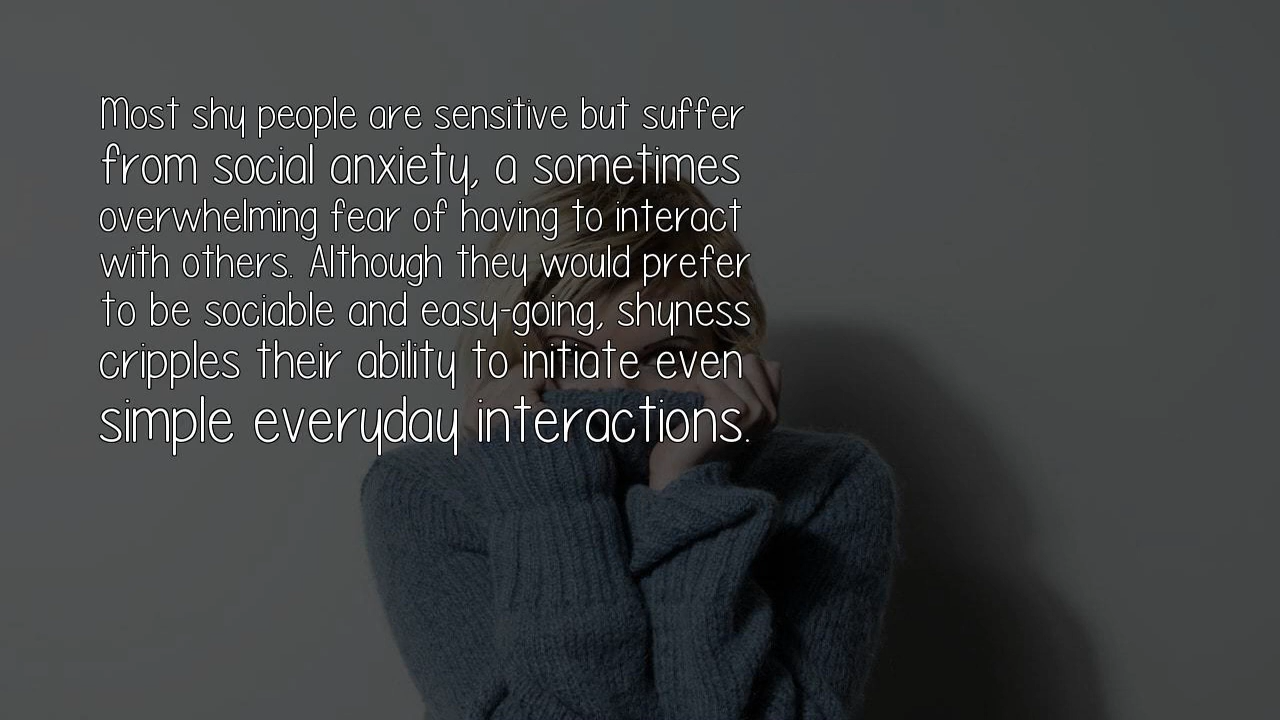 Most shy people are sensitive but suffer
from social anxiety, a sometimes
overwhelming fear of having to interact
with others. Although they would prefer
to be sociable and easy-going, shyness
cripples their ability to initiate even
simple everyday interactions.